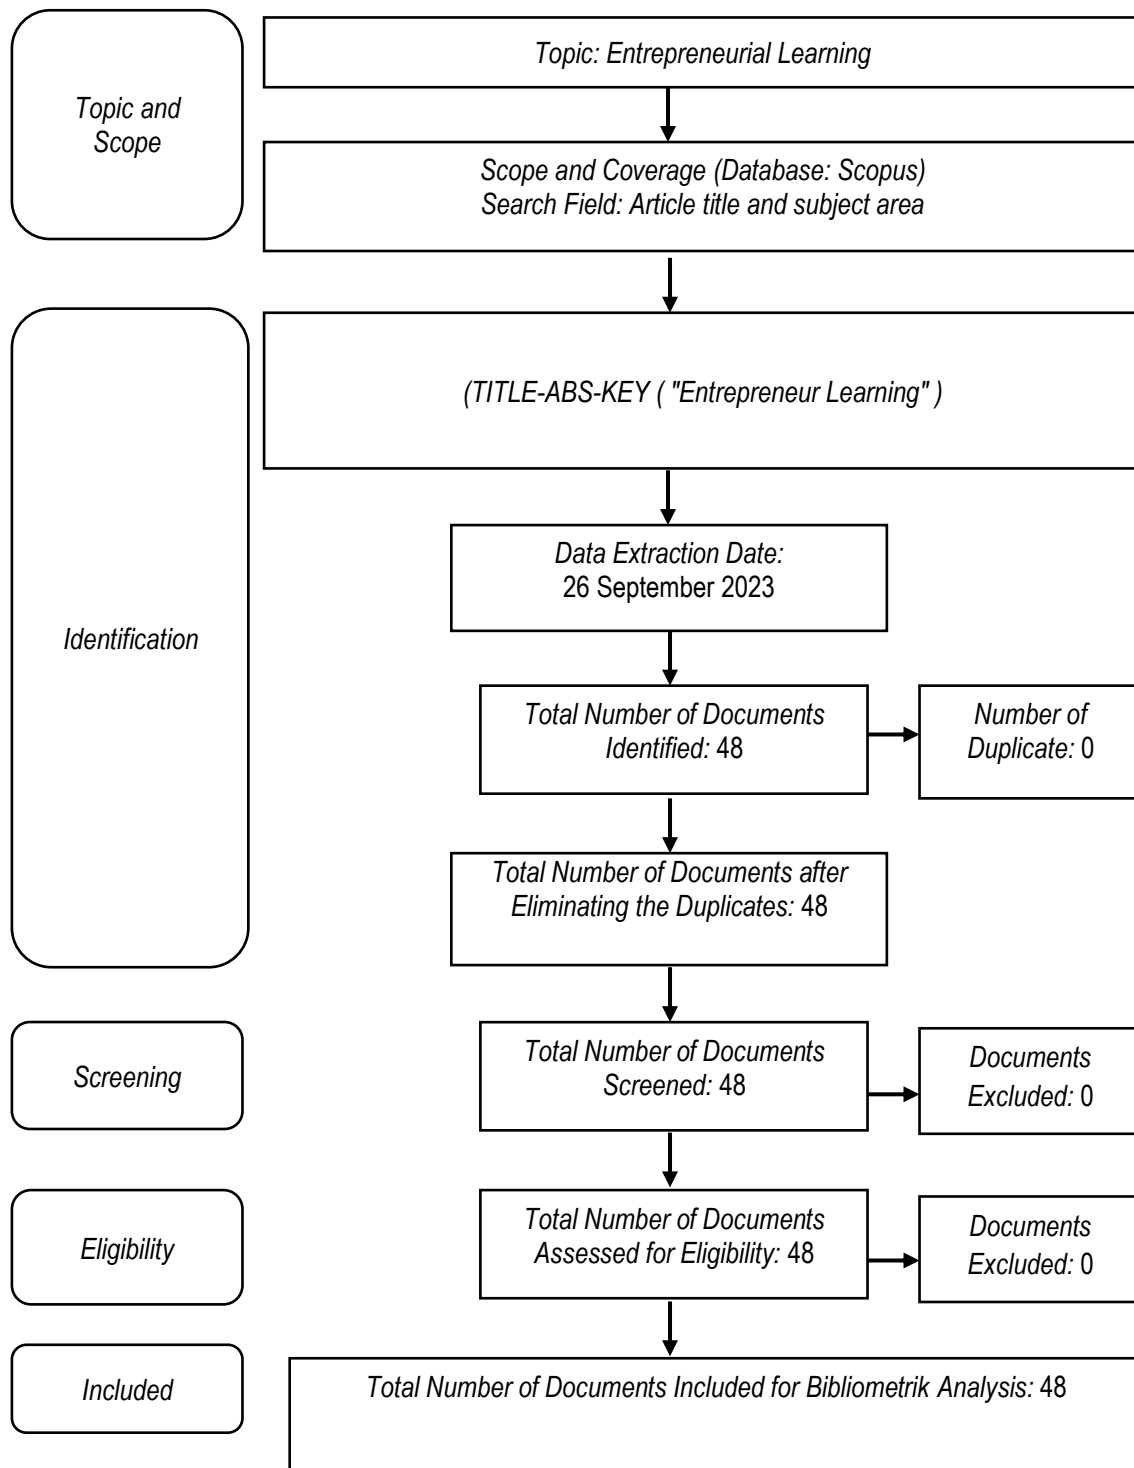 Topic and
Scope
Topic: Entrepreneurial Learning
Scope and Coverage (Database: Scopus)
Search Field: Article title and subject area
Identification
(TITLE-ABS-KEY ( "Entrepreneur Learning" )
Data Extraction Date:
26 September 2023
Total Number of Documents
Identified: 48
Number of
Duplicate: 0
Total Number of Documents after
Eliminating the Duplicates: 48
Screening
Total Number of Documents
Screened: 48
Documents
Excluded: 0
Eligibility
Total Number of Documents
Assessed for Eligibility: 48
Documents
Excluded: 0
Included
Total Number of Documents Included for Bibliometrik Analysis: 48